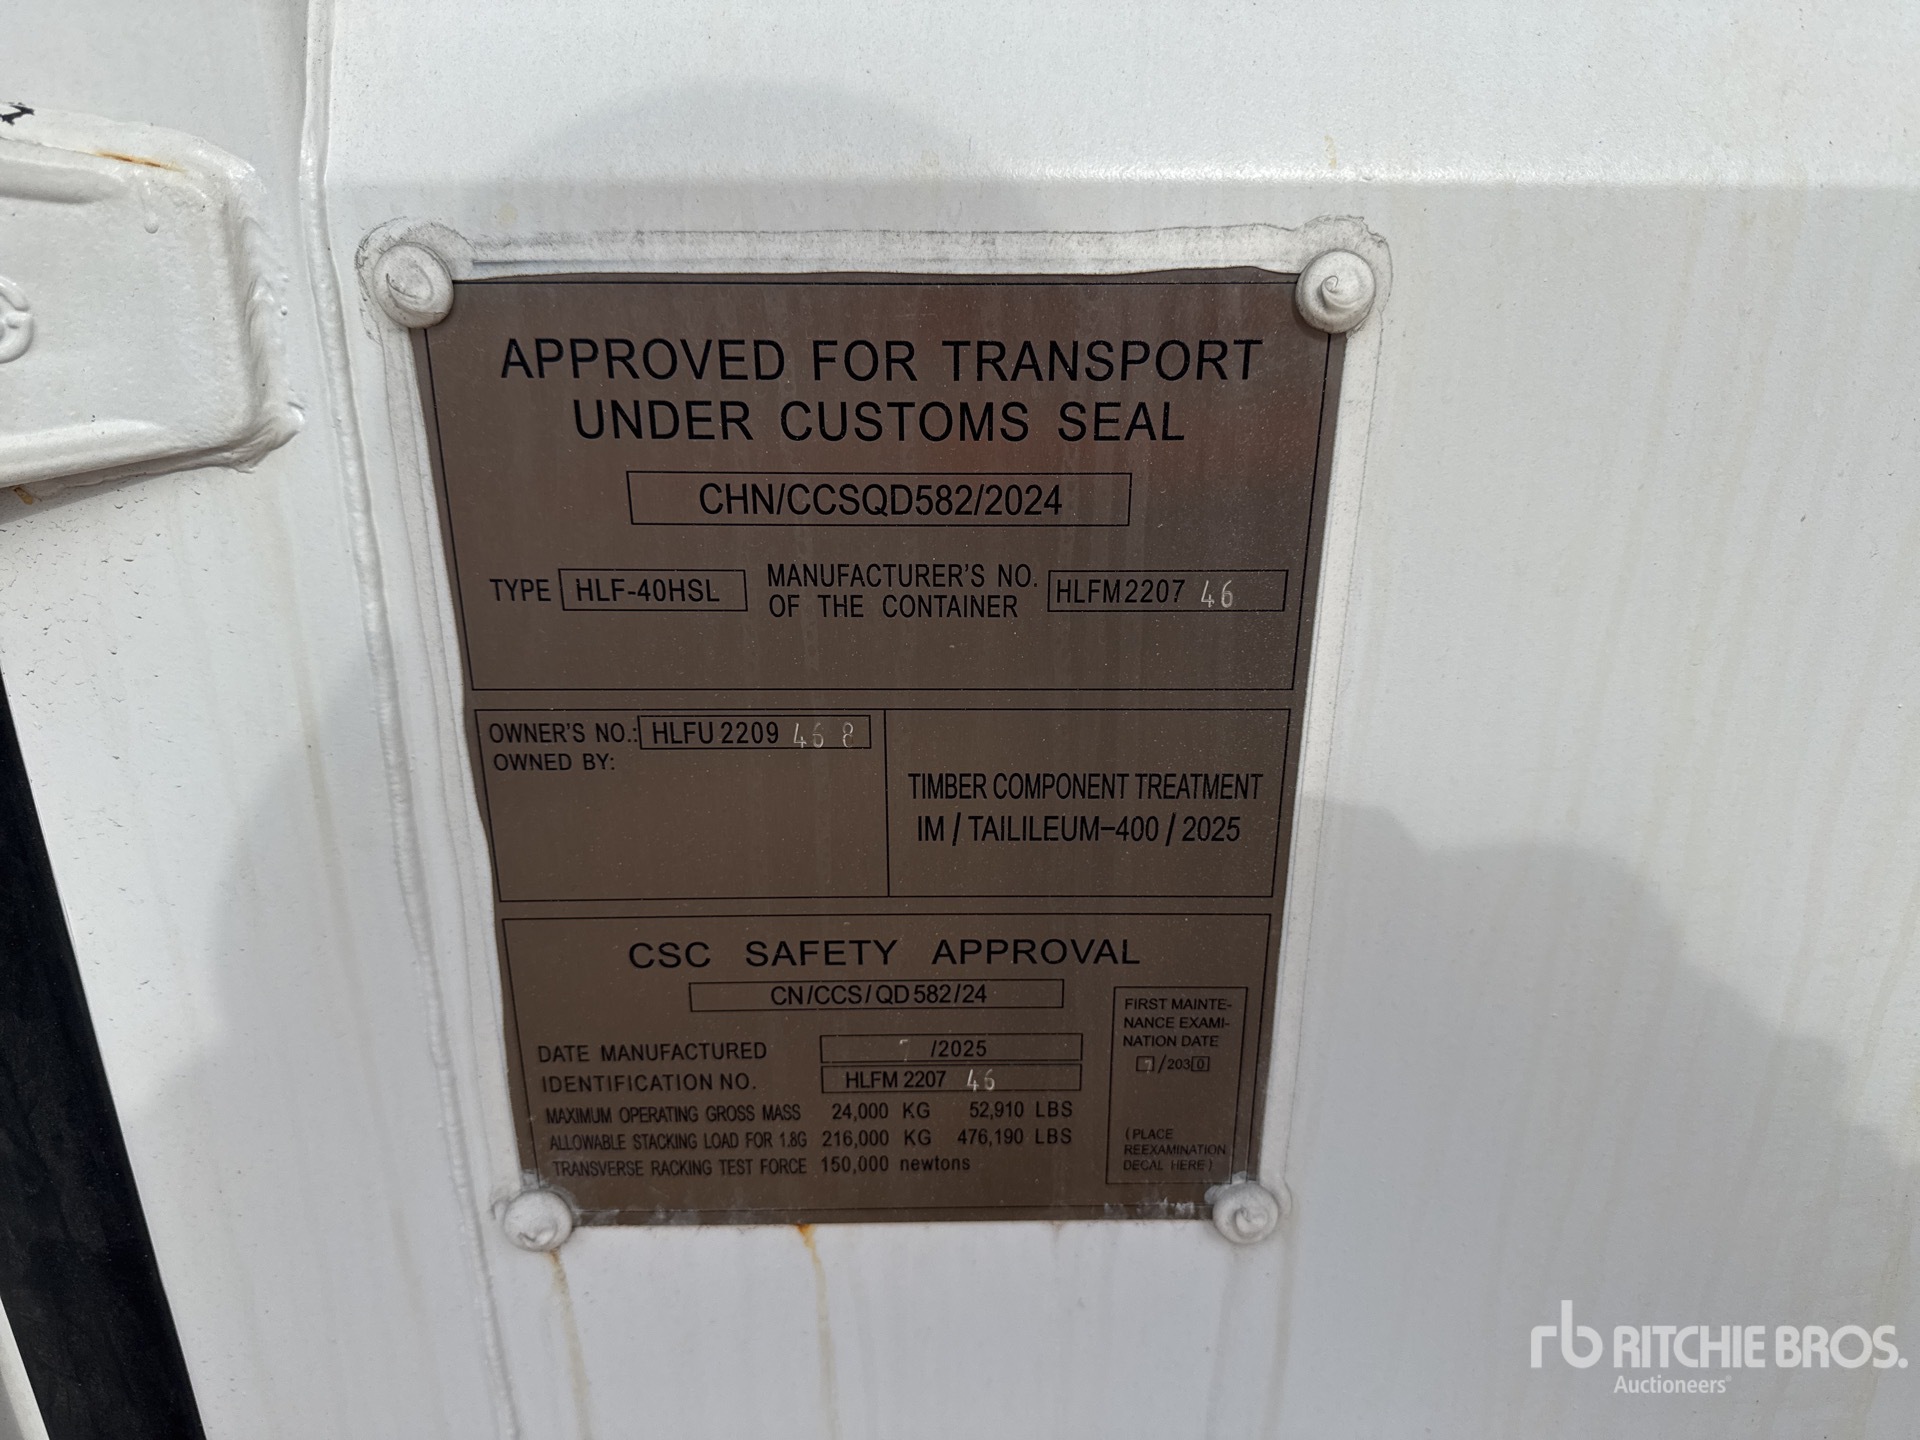 APPROVED FOR TRANSPORT
UNDER CUSTOMS SEAL
CHN/CCSQD582/2024
TYPE HLF-40HSL MANUFACTURER'S NO. OF THE CONTAINER HLFM2207 46
OWNER'S NO.: HLFU 2209 46 8
OWNED BY:
TIMBER COMPONENT TREATMENT
IM / TAILILEUM-400 / 2025
CSC SAFETY APPROVAL
CN/CCS/QD582/24
DATE MANUFACTURED 7 /2025
IDENTIFICATION NO. HLFM 2207 46
MAXIMUM OPERATING GROSS MASS 24,000 KG 52,910 LBS
ALLOWABLE STACKING LOAD FOR 1.8G 216,000 KG 476,190 LBS
TRANSVERSE RACKING TEST FORCE 150,000 newtons
FIRST MAINTE-
NANCE EXAMI-
NATION DATE
7/2030
(PLACE
REEXAMINATION
DECAL HERE)
rb RITCHIE BROS.
Auctioneers